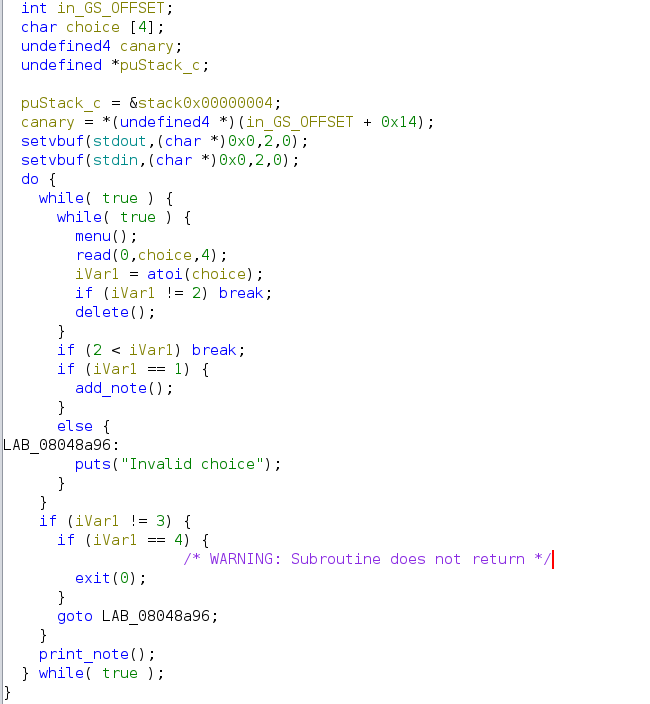 int in_GS_OFFSET;
char choice [4];
undefined4 canary;
undefined *puStack_c;
puStack_c = &stack0x00000004;
canary = *(undefined4 *)(in_GS_OFFSET + 0x14);
setvbuf(stdout,(char *)0x0,2,0);
setvbuf(stdin,(char *)0x0,2,0);
do {
while( true ) {
while( true ) {
menu();
read(0,choice,4);
iVar1 = atoi(choice);
if (iVar1 != 2) break;
delete();
}
if (2 < iVar1) break;
if (iVar1 == 1) {
add_note();
}
else {
LAB_08048a96:
puts("Invalid choice");
}
}
if (iVar1 != 3) {
if (iVar1 == 4) {
/* WARNING: Subroutine does not return */
exit(0);
}
goto LAB_08048a96;
}
print_note();
} while( true );
}